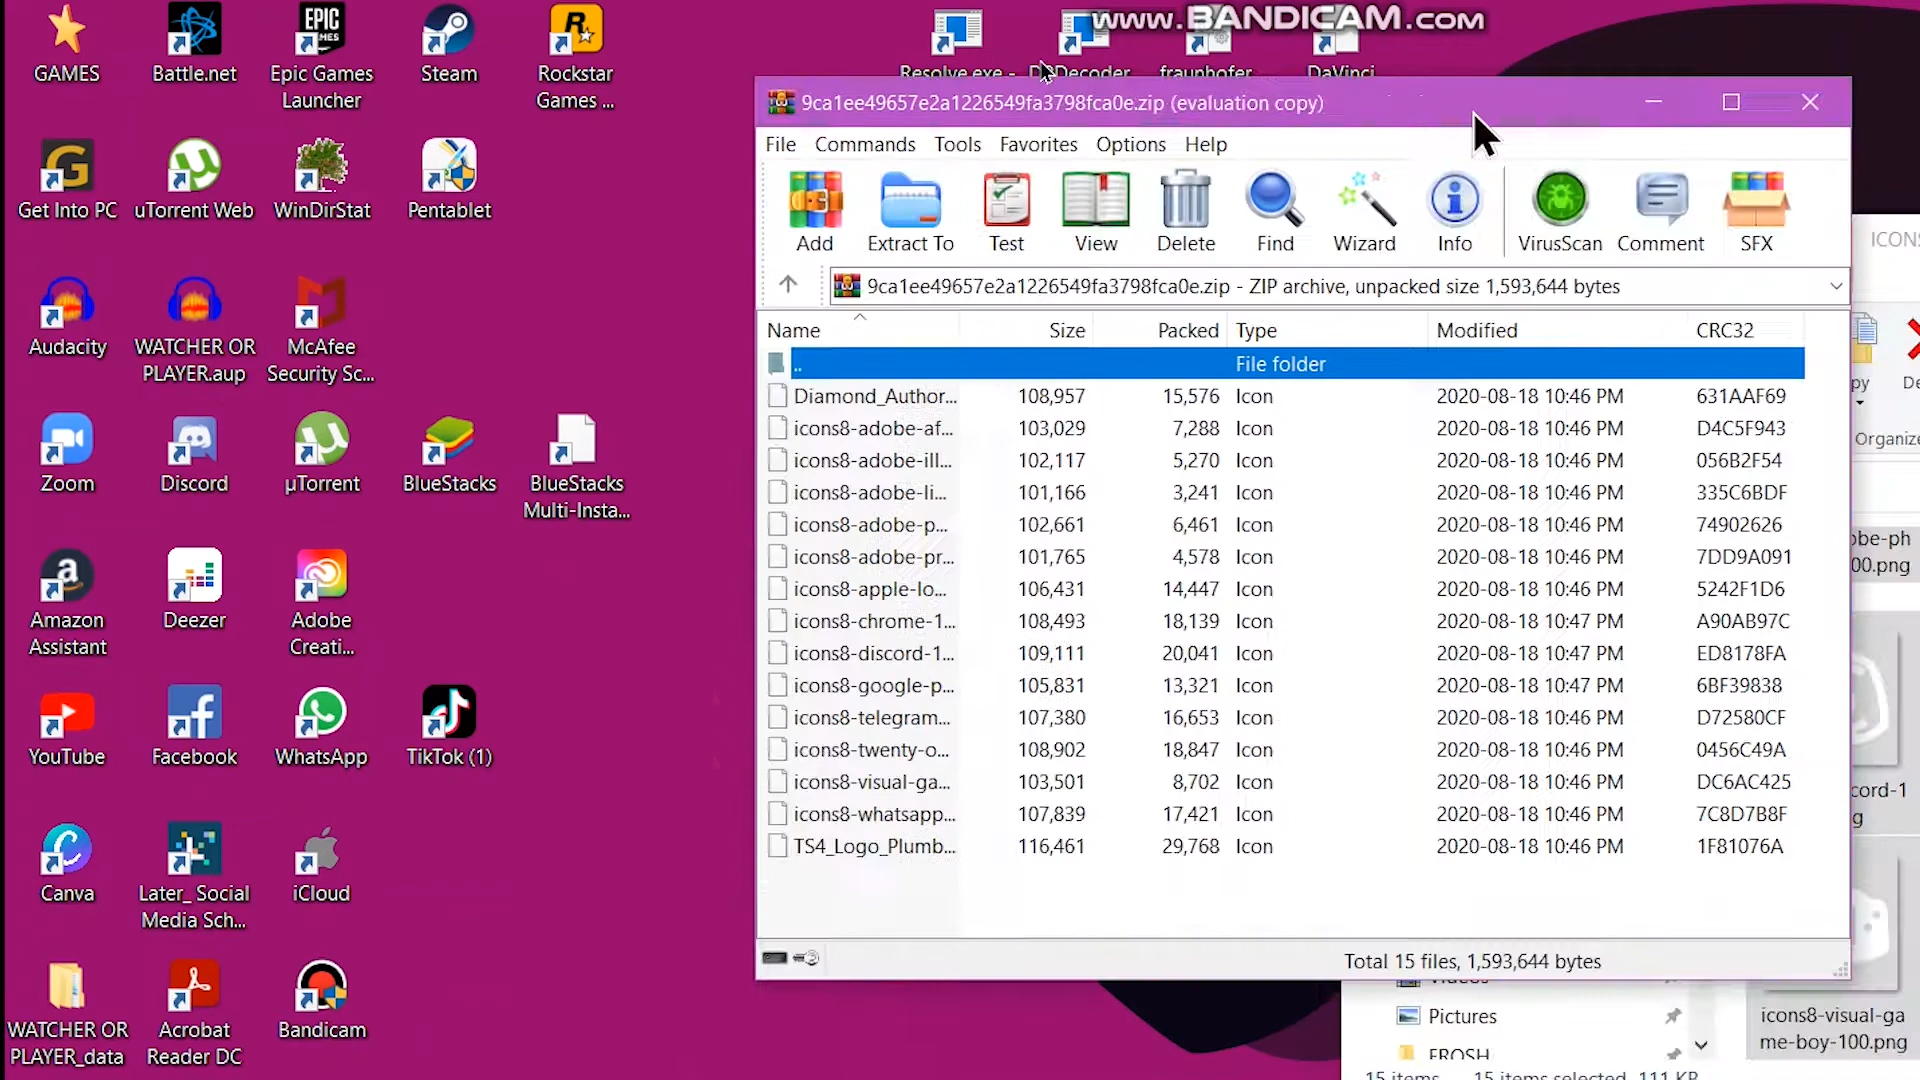 www.BANDICAM.com
GAMES
Battle.net
EPIC
GAMES
Epic Games
Launcher
Steam
Rockstar
Games ...
Resolve.exe -
Decoder
fraunhofer
DaVinci
9ca1ee49657e2a1226549fa3798fca0e.zip (evaluation copy)
File Commands Tools Favorites Options Help
Add Extract To Test View Delete Find Wizard Info VirusScan Comment SFX
9ca1ee49657e2a1226549fa3798fca0e.zip - ZIP archive, unpacked size 1,593,644 bytes
Name Size Packed Type Modified CRC32
.. File folder
Diamond_Author... 108,957 15,576 Icon 2020-08-18 10:46 PM 631AAF69
icons8-adobe-af... 103,029 7,288 Icon 2020-08-18 10:46 PM D4C5F943
icons8-adobe-ill... 102,117 5,270 Icon 2020-08-18 10:46 PM 056B2F54
icons8-adobe-li... 101,166 3,241 Icon 2020-08-18 10:46 PM 335C6BDF
icons8-adobe-p... 102,661 6,461 Icon 2020-08-18 10:46 PM 74902626
icons8-adobe-pr... 101,765 4,578 Icon 2020-08-18 10:46 PM 7DD9A091
icons8-apple-lo... 106,431 14,447 Icon 2020-08-18 10:46 PM 5242F1D6
icons8-chrome-1... 108,493 18,139 Icon 2020-08-18 10:47 PM A90AB97C
icons8-discord-1... 109,111 20,041 Icon 2020-08-18 10:47 PM ED8178FA
icons8-google-p... 105,831 13,321 Icon 2020-08-18 10:47 PM 6BF39838
icons8-telegram... 107,380 16,653 Icon 2020-08-18 10:46 PM D72580CF
icons8-twenty-o... 108,902 18,847 Icon 2020-08-18 10:46 PM 0456C49A
icons8-visual-ga... 103,501 8,702 Icon 2020-08-18 10:46 PM DC6AC425
icons8-whatsapp... 107,839 17,421 Icon 2020-08-18 10:46 PM 7C8D7B8F
TS4_Logo_Plumb... 116,461 29,768 Icon 2020-08-18 10:46 PM 1F81076A
Total 15 files, 1,593,644 bytes
Get Into PC
uTorrent Web
WinDirStat
Pentablet
Audacity
WATCHER OR
PLAYER.aup
McAfee
Security Sc...
Zoom
Discord
µTorrent
BlueStacks
BlueStacks
Multi-Insta...
Amazon
Assistant
Deezer
Adobe
Creati...
YouTube
Facebook
WhatsApp
TikTok (1)
Canva
Later_ Social
Media Sch...
iCloud
WATCHER OR
PLAYER_data
Acrobat
Reader DC
Bandicam
ICONS
py
De
Organize
obe-ph
00.png
cord-1
g
icons8-visual-ga
me-boy-100.png
Videos
Pictures
FROSH
15 items 15 items selected 111 KB